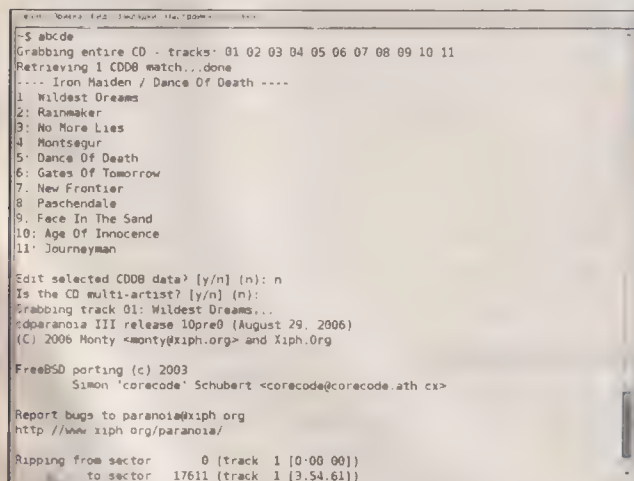 ~$ abcde
Grabbing entire CD - tracks: 01 02 03 04 05 06 07 08 09 10 11
Retrieving 1 CDDB match...done
---- Iron Maiden / Dance Of Death ----
1 Wildest Dreams
2: Rainmaker
3: No More Lies
4 Montsegur
5: Dance Of Death
6: Gates Of Tomorrow
7. New Frontier
8 Paschendale
9. Face In The Sand
10: Age Of Innocence
11: Journeyman
Edit selected CDDB data? [y/n] (n): n
Is the CD multi-artist? [y/n] (n):
Grabbing track 01: Wildest Dreams...
cdparanoia III release 10pre0 (August 29, 2006)
(C) 2006 Monty <monty@xiph.org> and Xiph.Org
FreeBSD porting (c) 2003
Simon 'corecode' Schubert <corecode@corecode.ath cx>
Report bugs to paranoia@xiph org
http //www xiph org/paranoia/
Ripping from sector 0 (track 1 [0:00 00])
to sector 17611 (track 1 [3.54.61])